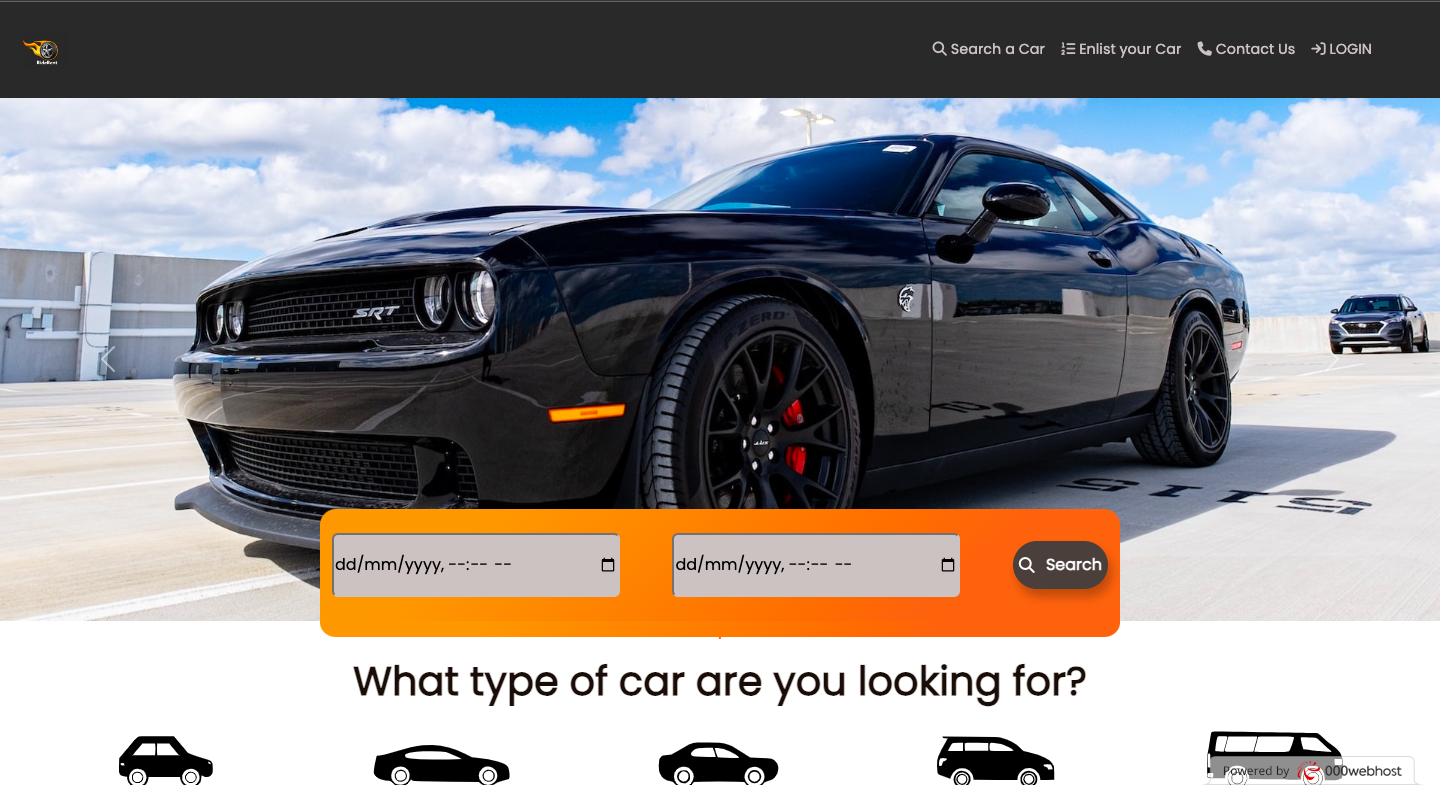 RideRent
Search a Car
Enlist your Car
Contact Us
LOGIN
SRT
ZERO
dd/mm/yyyy, --:-- --
dd/mm/yyyy, --:-- --
Search
What type of car are you looking for?
Powered by 000webhost